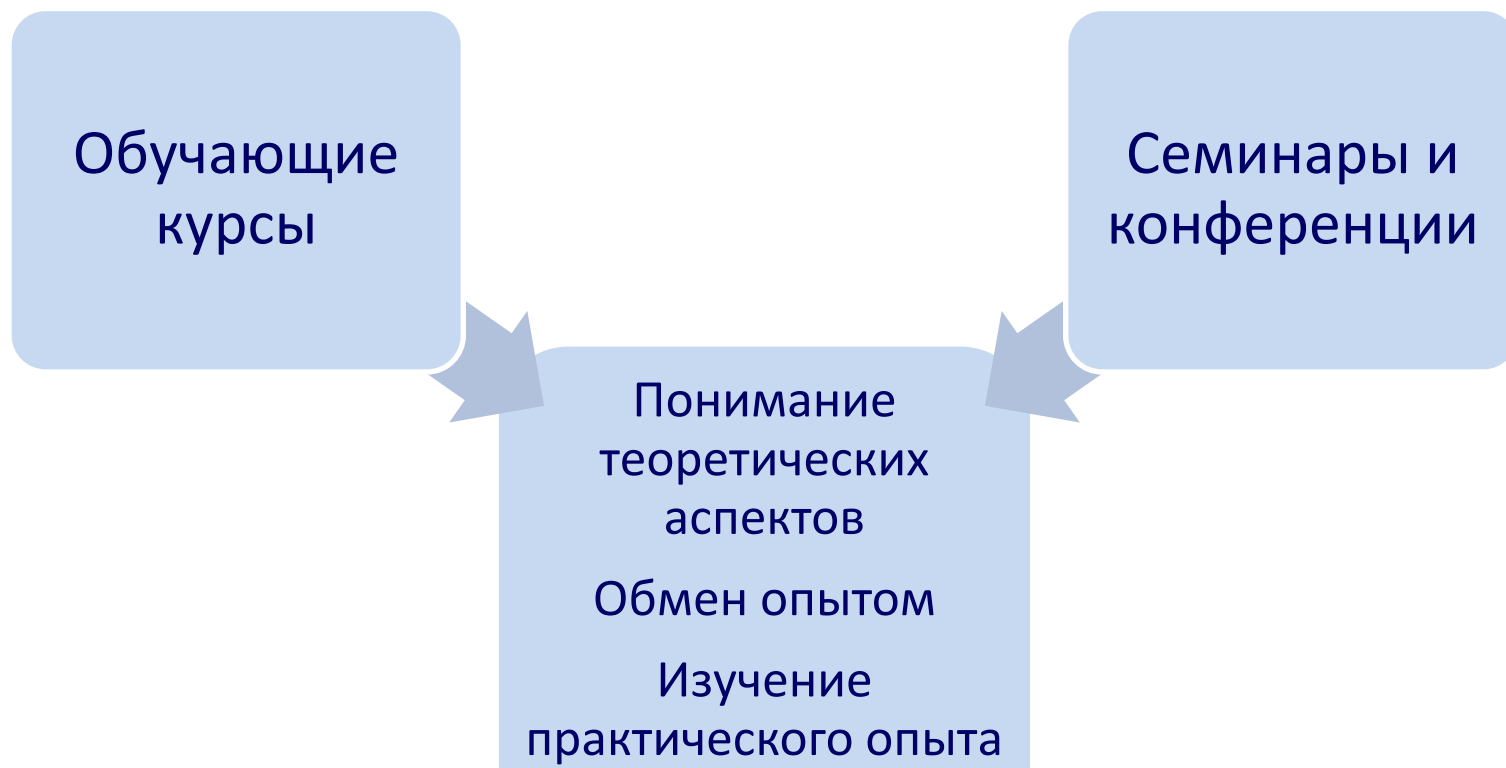 Обучающие
курсы
Семинары и
конференции
Понимание
теоретических
аспектов
Обмен опытом
Изучение
практического опыта